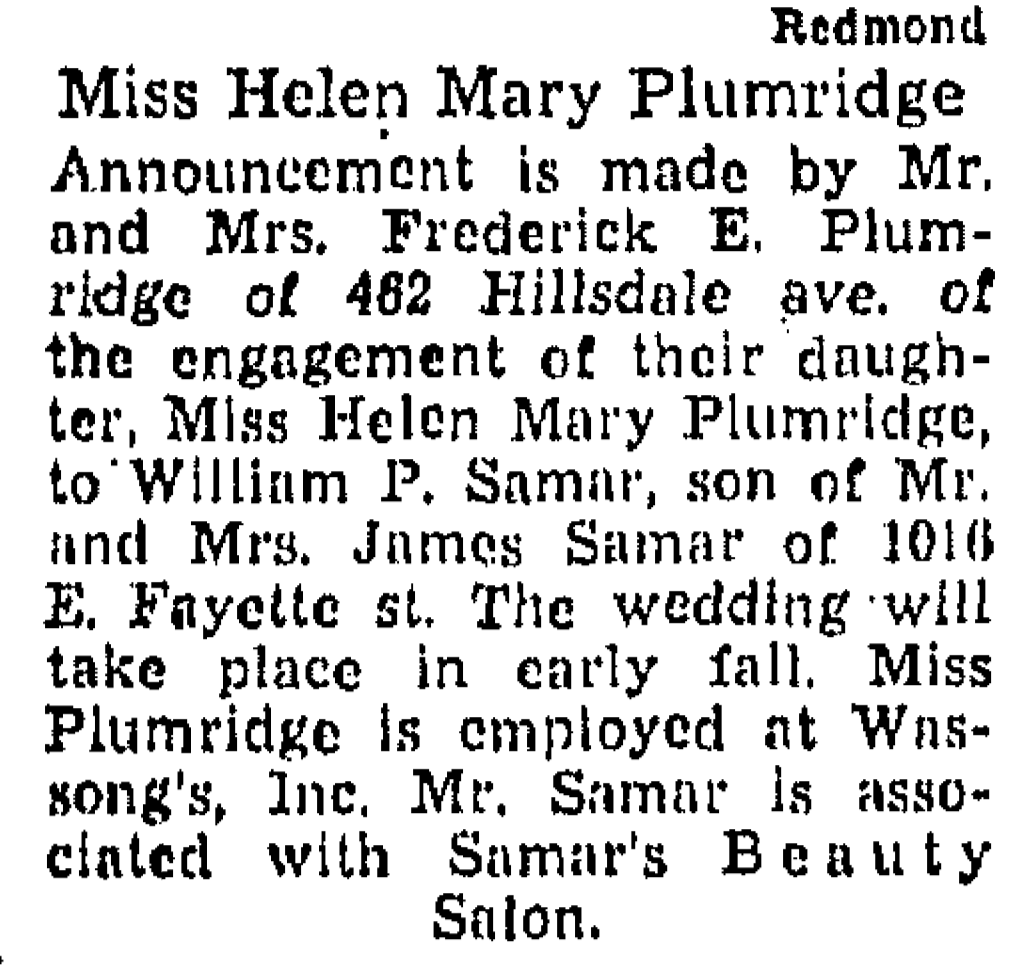 Redmond
Miss Helen Mary Plumridge
Announcement is made by Mr.
and Mrs. Frederick E. Plum-
ridge of 462 Hillsdale ave. of
the engagement of their daugh-
ter, Miss Helen Mary Plumridge,
to William P. Samar, son of Mr.
and Mrs. James Samar of 1016
E. Fayette st. The wedding will
take place in early fall. Miss
Plumridge is employed at Was-
song's, Inc. Mr. Samar is asso-
ciated with Samar's Beauty
Salon.